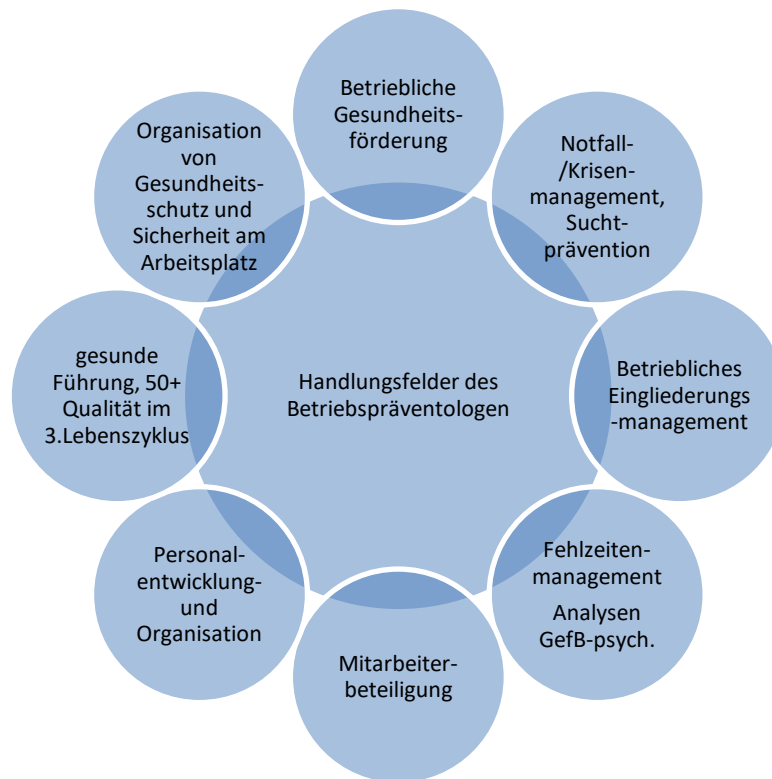 Betriebliche
Gesundheits-
förderung
Notfall-
/Krisen-
management,
Sucht-
prävention
Betriebliches
Eingliederungs
-management
Fehlzeiten-
management
Analysen
GefB-psych.
Mitarbeiter-
beteiligung
Personal-
entwicklung-
und
Organisation
gesunde
Führung, 50+
Qualität im
3.Lebenszyklus
Organisation
von
Gesundheits-
schutz und
Sicherheit am
Arbeitsplatz
Handlungsfelder des
Betriebspräventologen